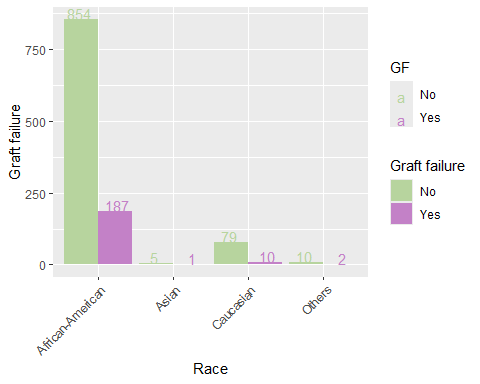 854
750
500
250
0
187
5
1
79
10
10
2
Graft failure
African-American
Asian
Caucasian
Others
Race
GF
a No
a Yes
Graft failure
No
Yes